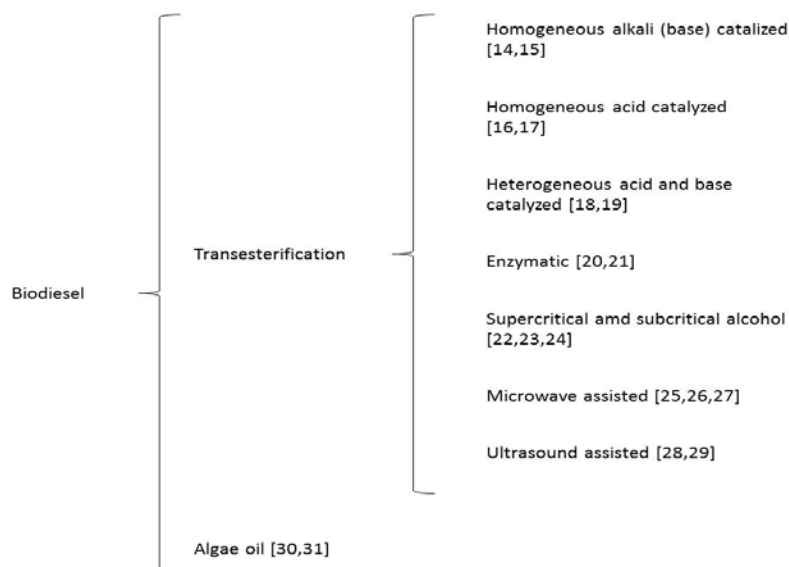 Biodiesel
Transesterification
Homogeneous alkali (base) catalized
[14,15]
Homogeneous acid catalyzed
[16,17]
Heterogeneous acid and base
catalyzed [18,19]
Enzymatic [20,21]
Supercritical amd subcritical alcohol
[22,23,24]
Microwave assisted [25,26,27]
Ultrasound assisted [28,29]
Algae oil [30,31]